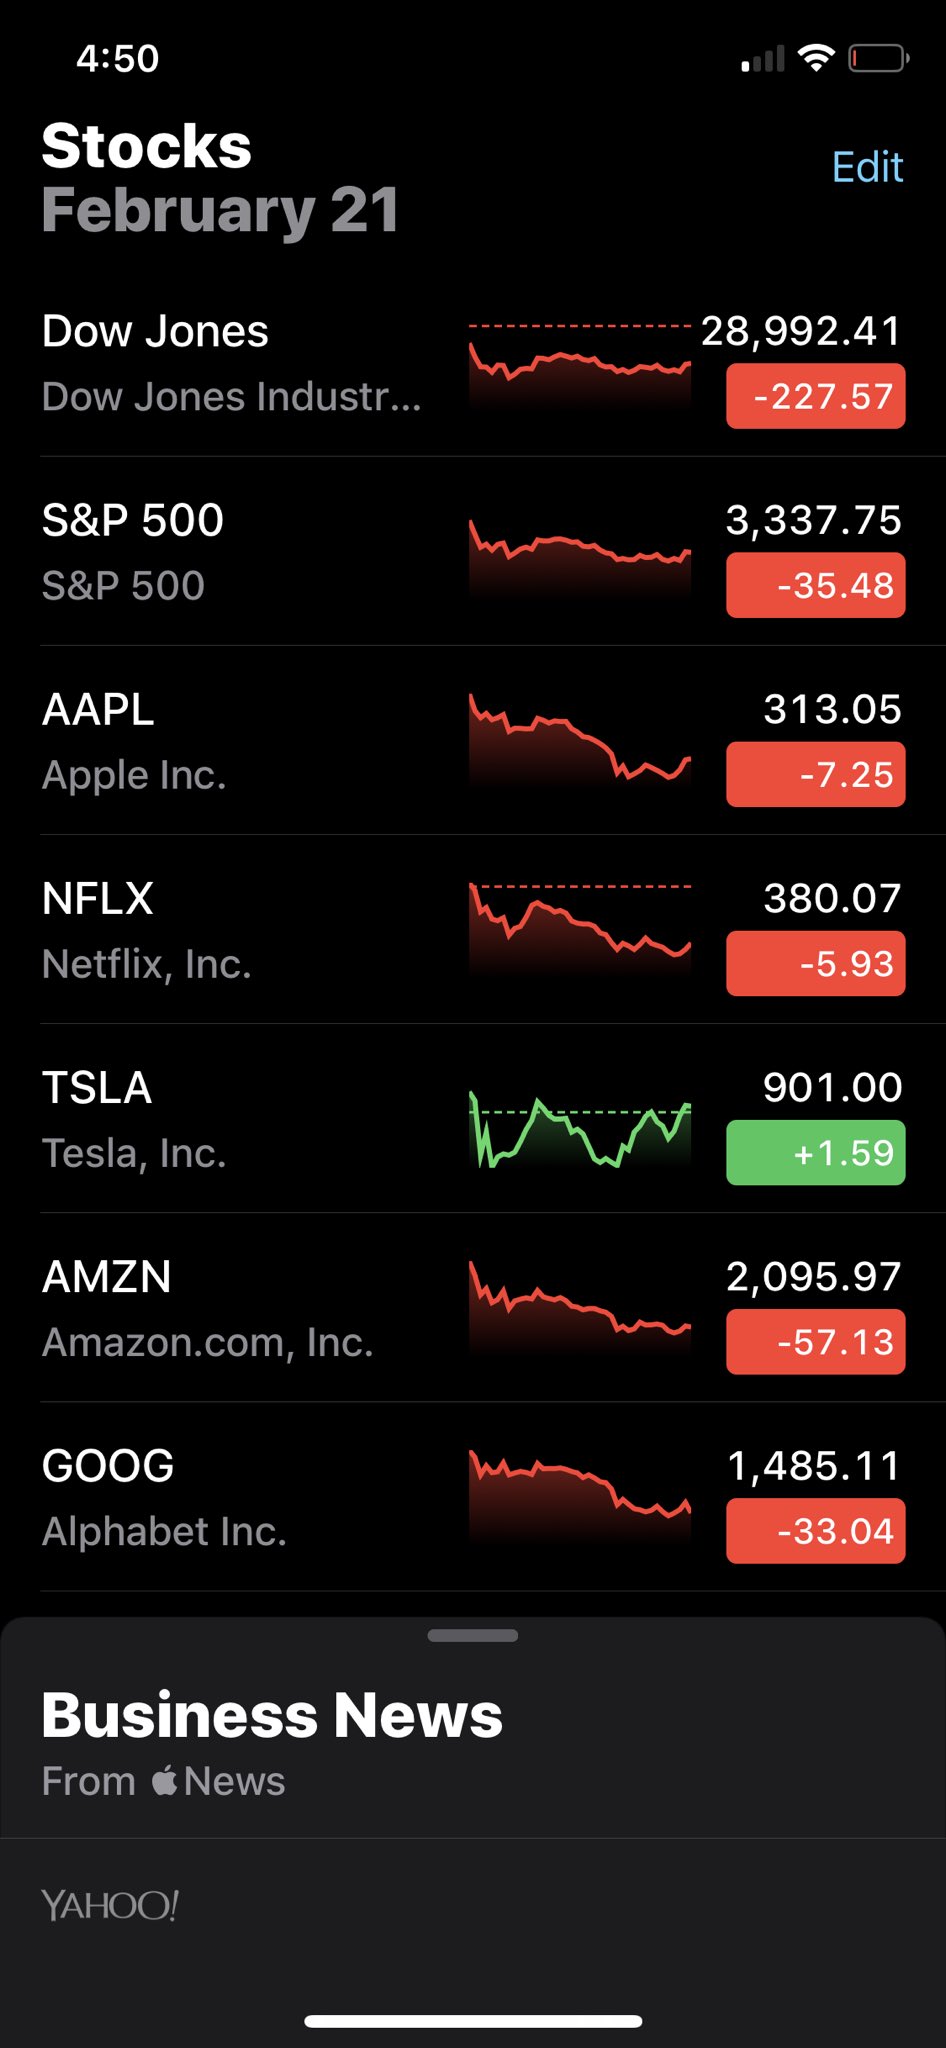 4:50
Stocks
February 21
Edit
Dow Jones
28,992.41
Dow Jones Industr...
-227.57
S&P 500
3,337.75
S&P 500
-35.48
AAPL
313.05
Apple Inc.
-7.25
NFLX
380.07
Netflix, Inc.
-5.93
TSLA
901.00
Tesla, Inc.
+1.59
AMZN
2,095.97
Amazon.com, Inc.
-57.13
GOOG
1,485.11
Alphabet Inc.
-33.04
Business News
From News
YAHOO!